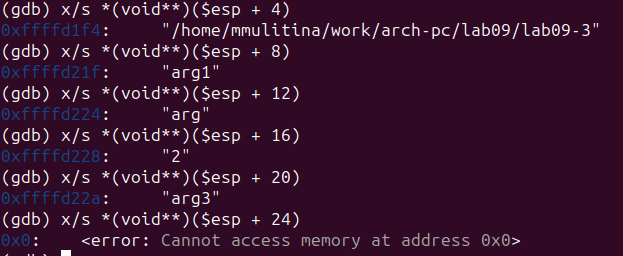 (gdb) x/s *(void**)($esp + 4)
0xffffd1f4:     "/home/mmulitina/work/arch-pc/lab09/lab09-3"
(gdb) x/s *(void**)($esp + 8)
0xffffd21f:     "arg1"
(gdb) x/s *(void**)($esp + 12)
0xffffd224:     "arg"
(gdb) x/s *(void**)($esp + 16)
0xffffd228:     "2"
(gdb) x/s *(void**)($esp + 20)
0xffffd22a:     "arg3"
(gdb) x/s *(void**)($esp + 24)
0x0:    <error: Cannot access memory at address 0x0>